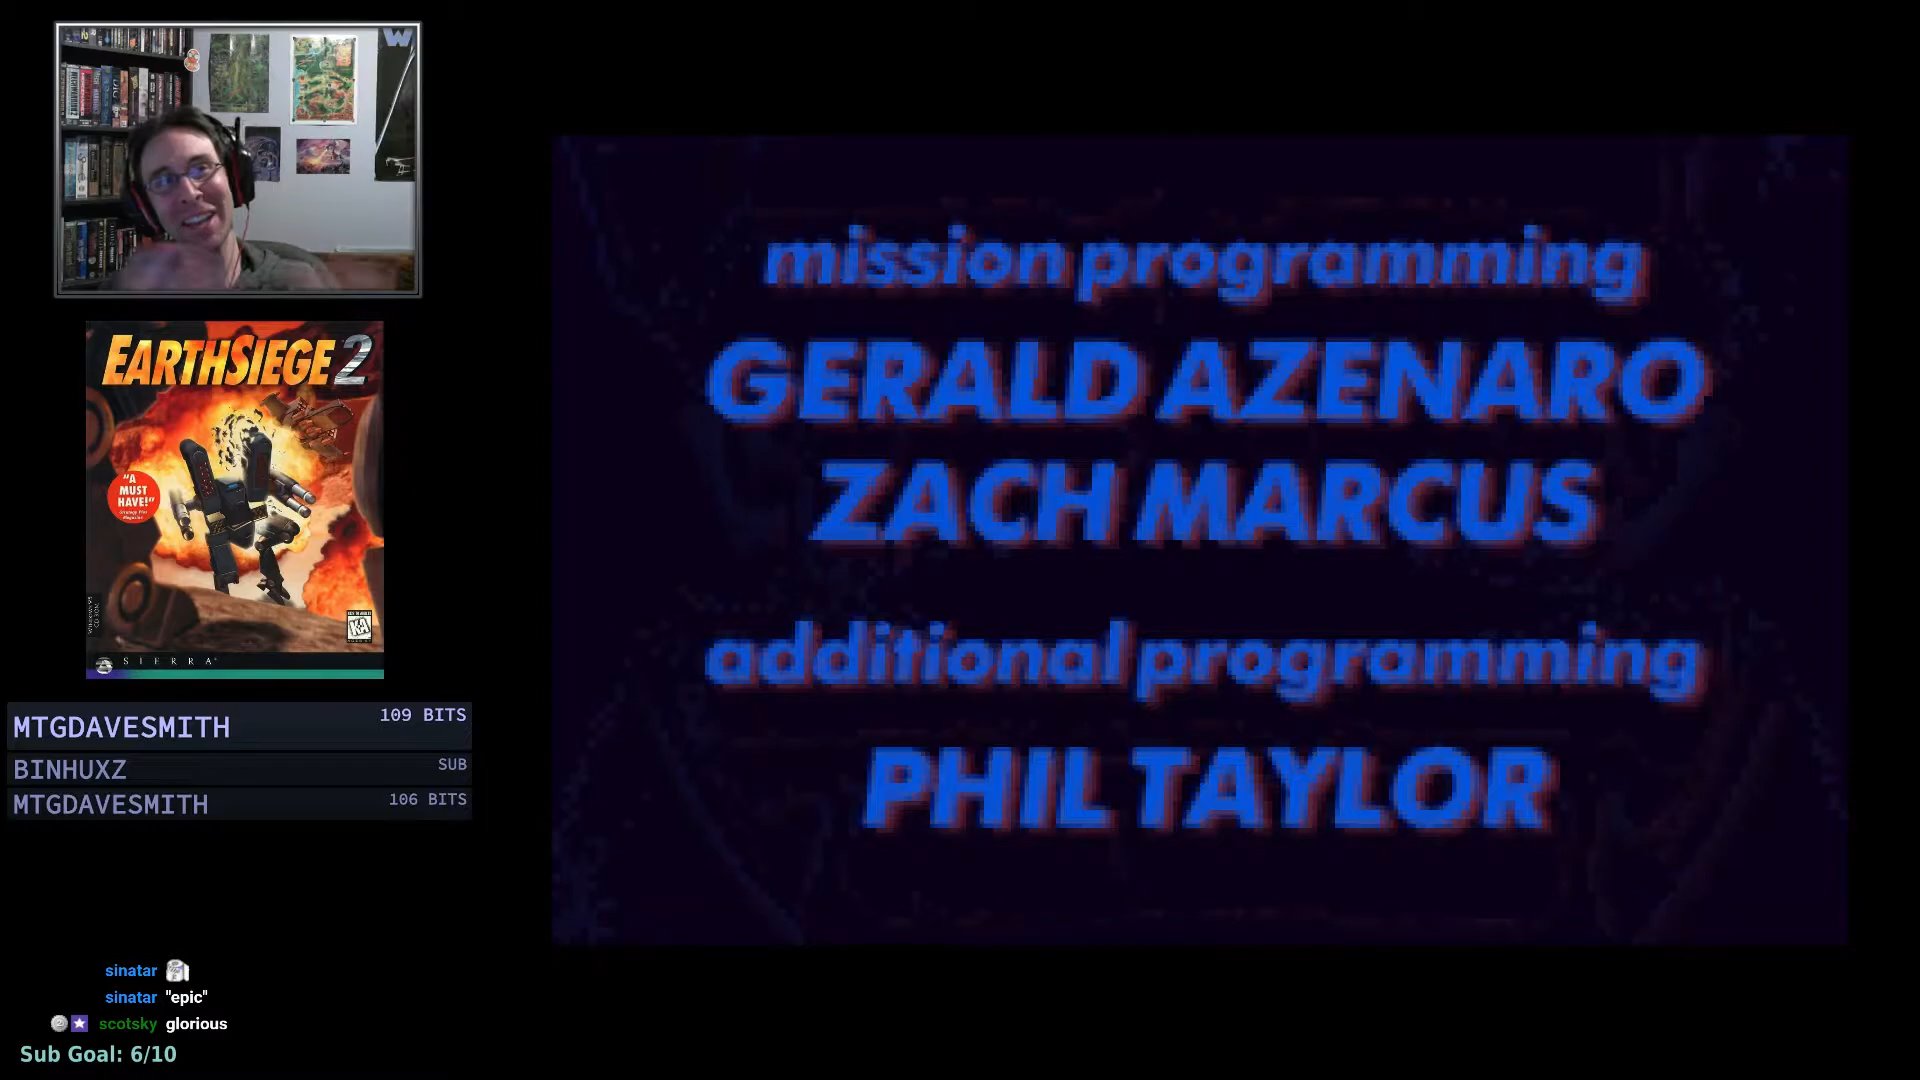 W
EARTHSIEGE 2
"A
MUST
HAVE!"
K-A
SIERRA
MTGDAVESMITH 109 BITS
BINHUXZ SUB
MTGDAVESMITH 106 BITS
sinatar
sinatar "epic"
scotsky glorious
Sub Goal: 6/10
mission programming
GERALD AZENARO
ZACH MARCUS
additional programming
PHIL TAYLOR